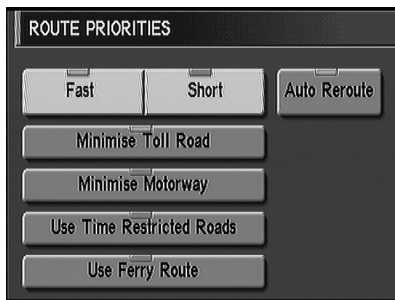 ROUTE PRIORITIES
Fast Short Auto Reroute
Minimise Toll Road
Minimise Motorway
Use Time Restricted Roads
Use Ferry Route